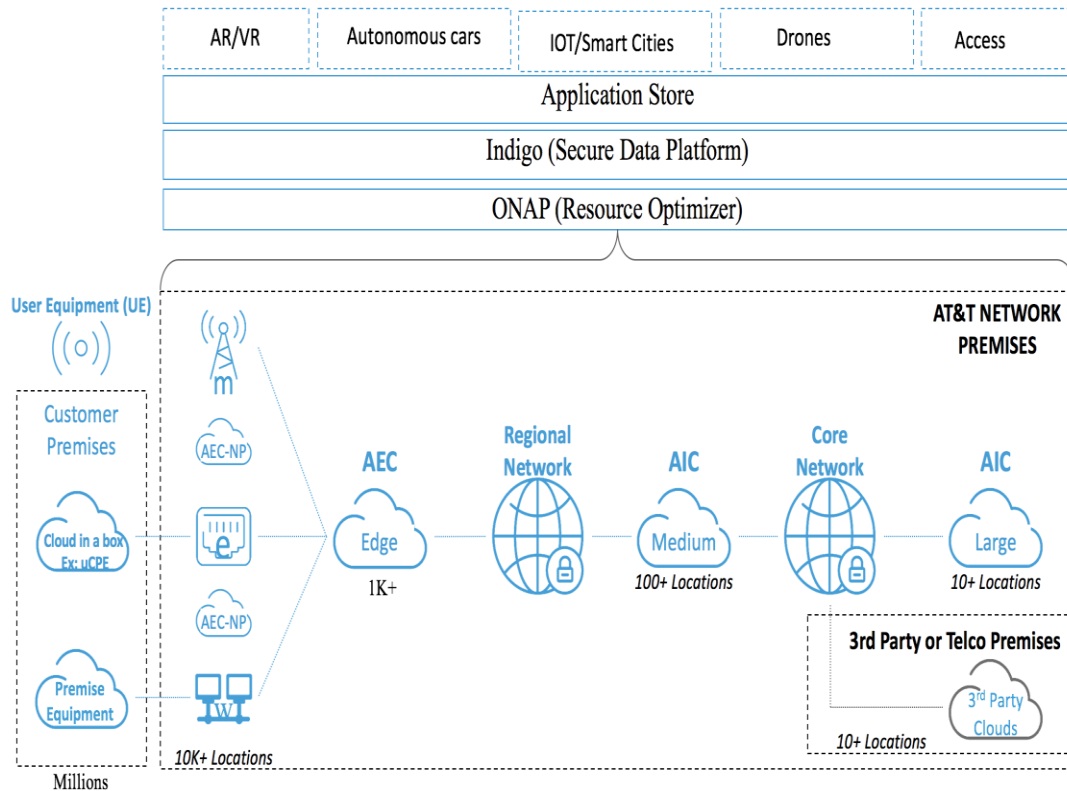 AR/VR
Autonomous cars
IOT/Smart Cities
Drones
Access
Application Store
Indigo (Secure Data Platform)
ONAP (Resource Optimizer)
User Equipment (UE)
AT&T NETWORK
PREMISES
m
Customer
Premises
AEC-NP
AEC
Regional
Network
AIC
Core
Network
AIC
Cloud in a box
Ex: uCPE
e
Edge
Medium
Large
1K+
100+ Locations
10+ Locations
AEC-NP
3rd Party or Telco Premises
Premise
Equipment
W
3rd Party
Clouds
10K+ Locations
10+ Locations
Millions